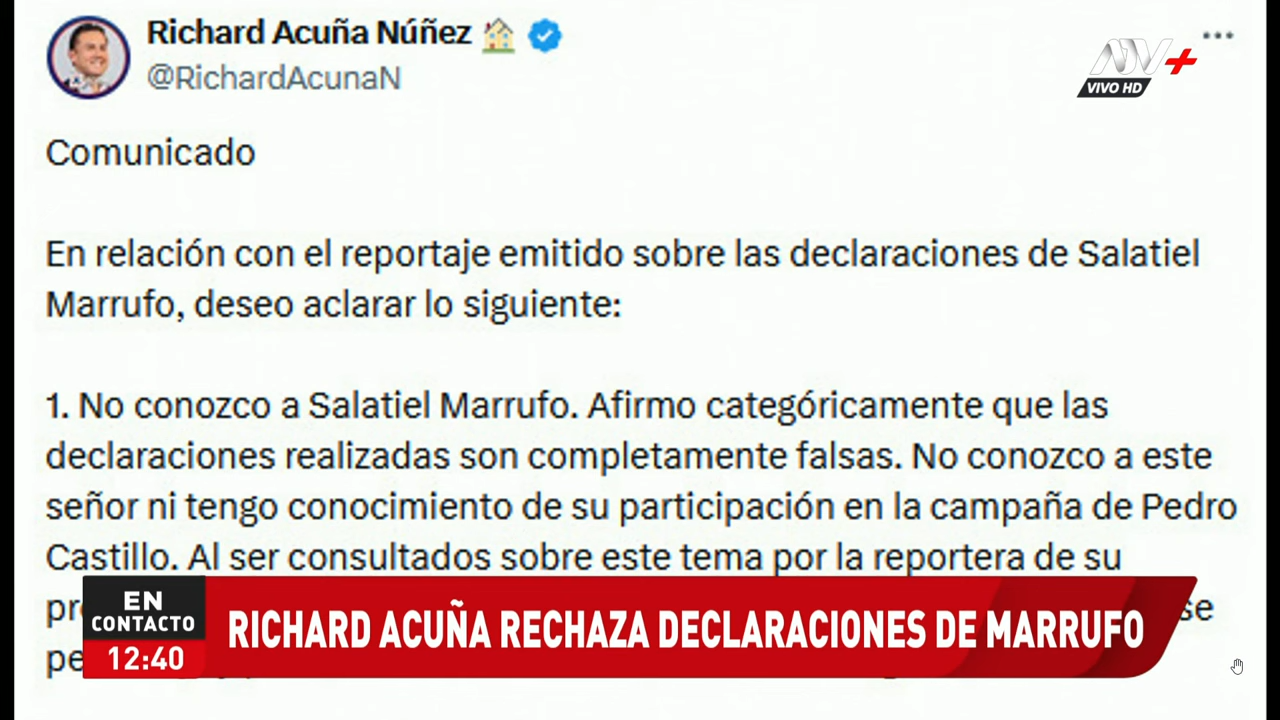 Richard Acuña Núñez
@RichardAcunaN
ATV+
VIVO HD
Comunicado
En relación con el reportaje emitido sobre las declaraciones de Salatiel
Marrufo, deseo aclarar lo siguiente:
1. No conozco a Salatiel Marrufo. Afirmo categóricamente que las
declaraciones realizadas son completamente falsas. No conozco a este
señor ni tengo conocimiento de su participación en la campaña de Pedro
Castillo. Al ser consultados sobre este tema por la reportera de su
se
EN
CONTACTO
12:40
RICHARD ACUÑA RECHAZA DECLARACIONES DE MARRUFO